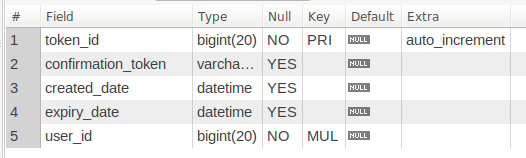 # Field Type Null Key Default Extra
1 token_id bigint(20) NO PRI NULL auto_increment
2 confirmation_token varcha... YES NULL
3 created_date datetime YES NULL
4 expiry_date datetime YES NULL
5 user_id bigint(20) NO MUL NULL